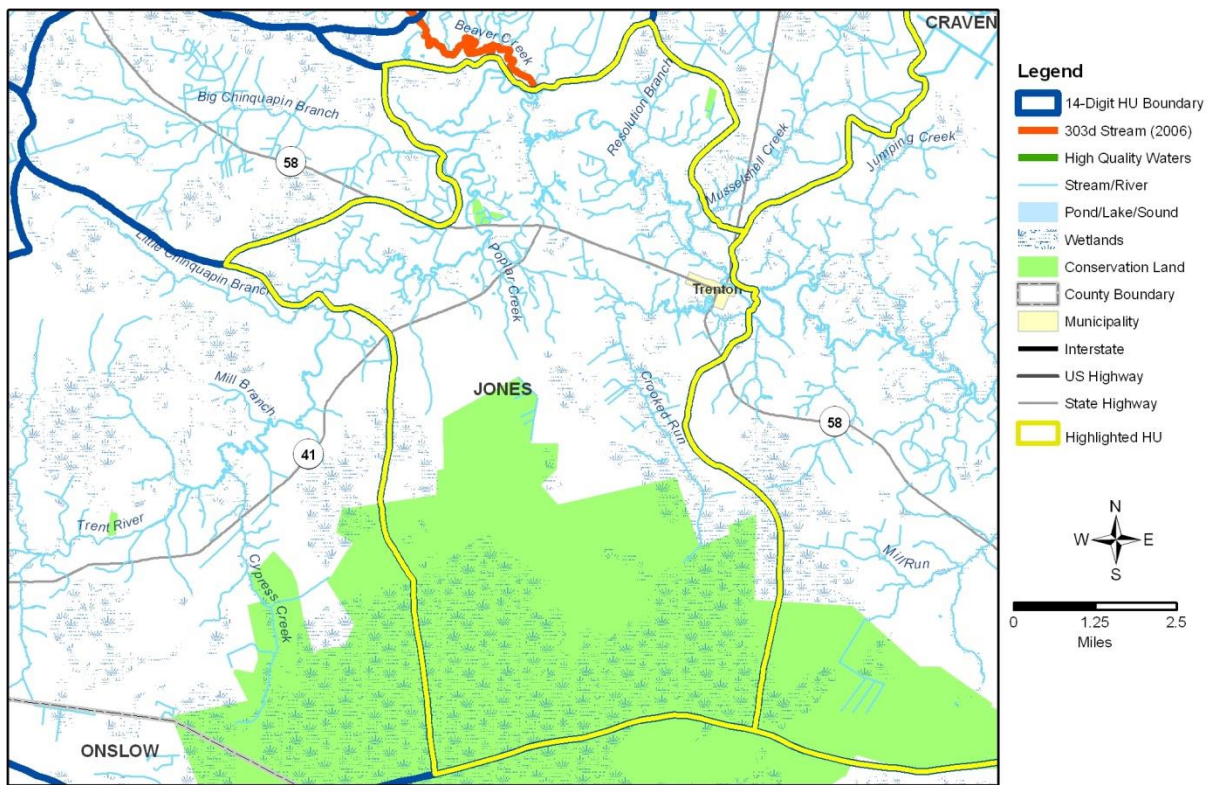 CRAVEN
Beaver Creek
Big Chinquapin Branch
Resolution Branch
Musselshell Creek
Jumping Creek
58
Little Chinquapin Branch
Poplar Creek
Trenton
JONES
Mill Branch
Crooked Run
58
41
Trent River
Cypress Creek
Mill Run
ONSLOW
Legend
14-Digit HU Boundary
303d Stream (2006)
High Quality Waters
Stream/River
Pond/Lake/Sound
Wetlands
Conservation Land
County Boundary
Municipality
Interstate
US Highway
State Highway
Highlighted HU
N
W E
S
0 1.25 2.5
Miles